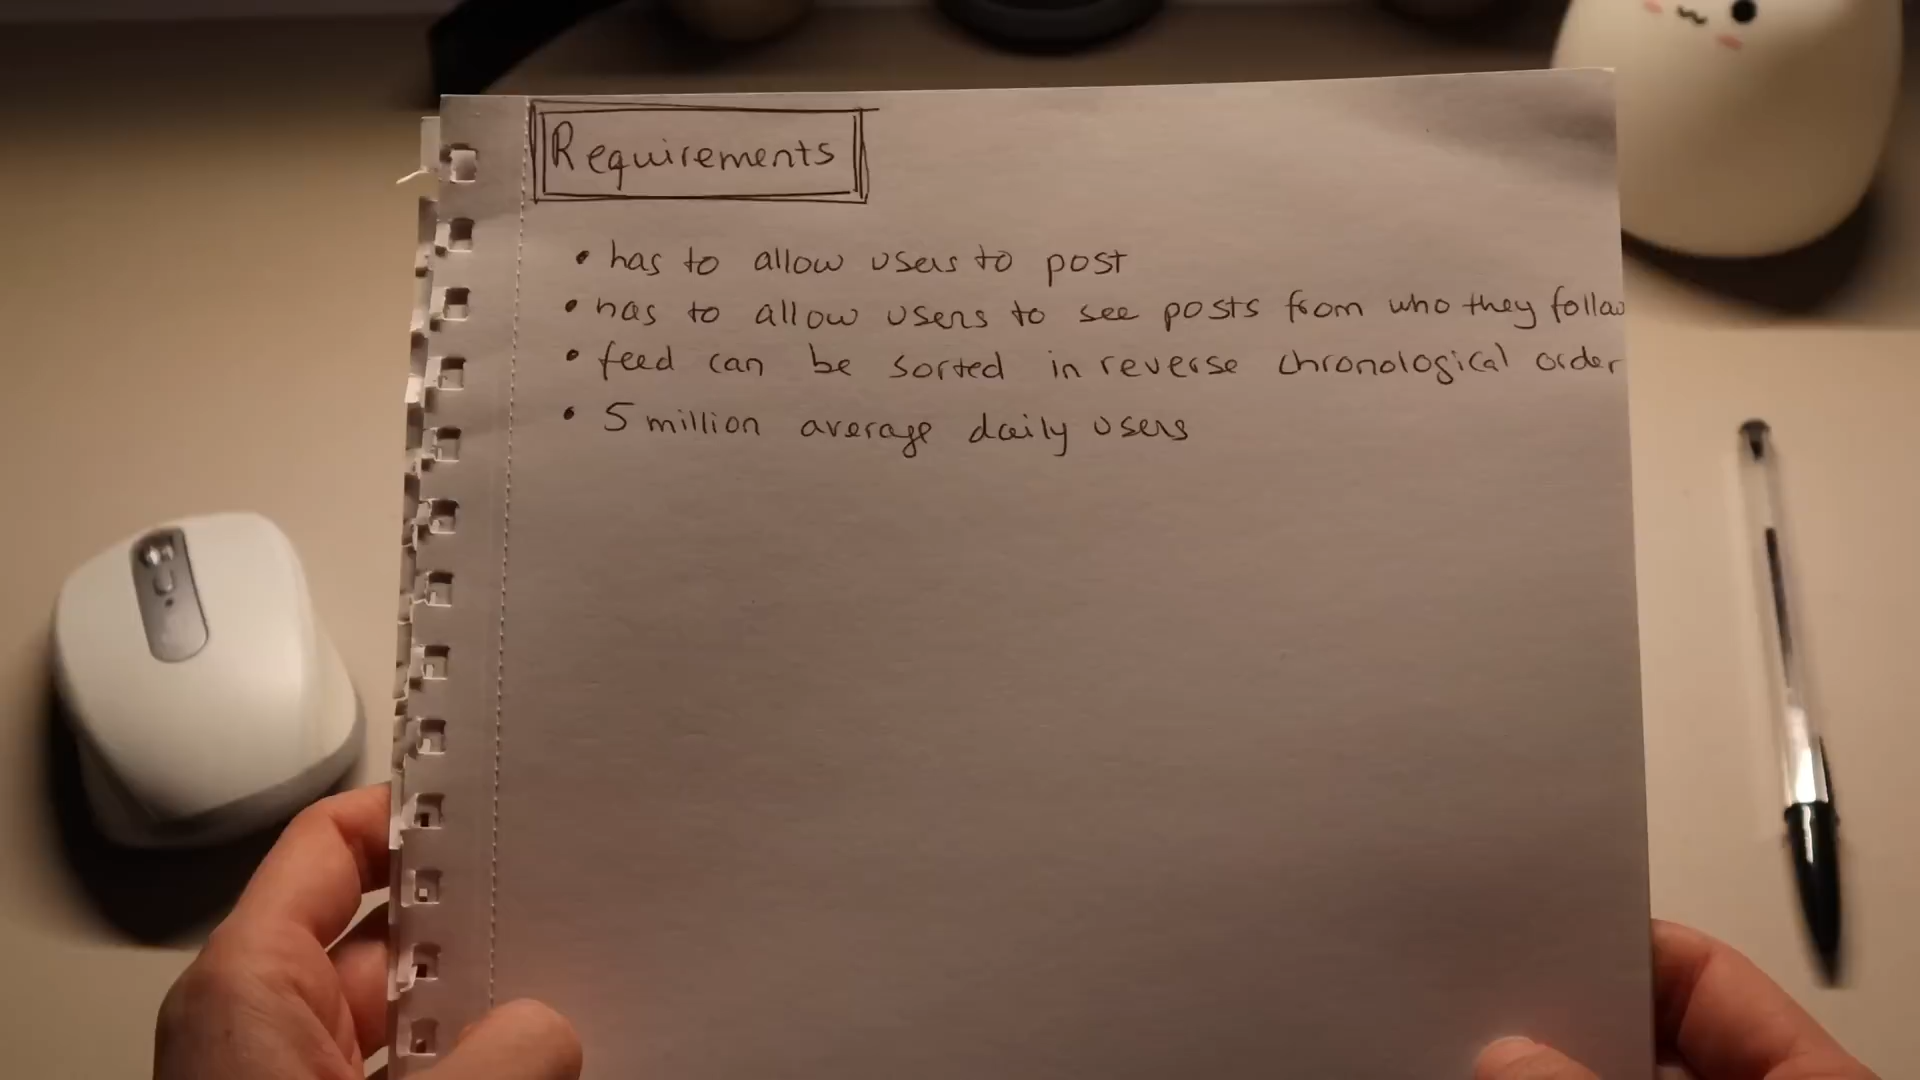 Requirements
• has to allow users to post
• has to allow users to see posts from who they follow
• feed can be sorted in reverse chronological order
• 5 million average daily users